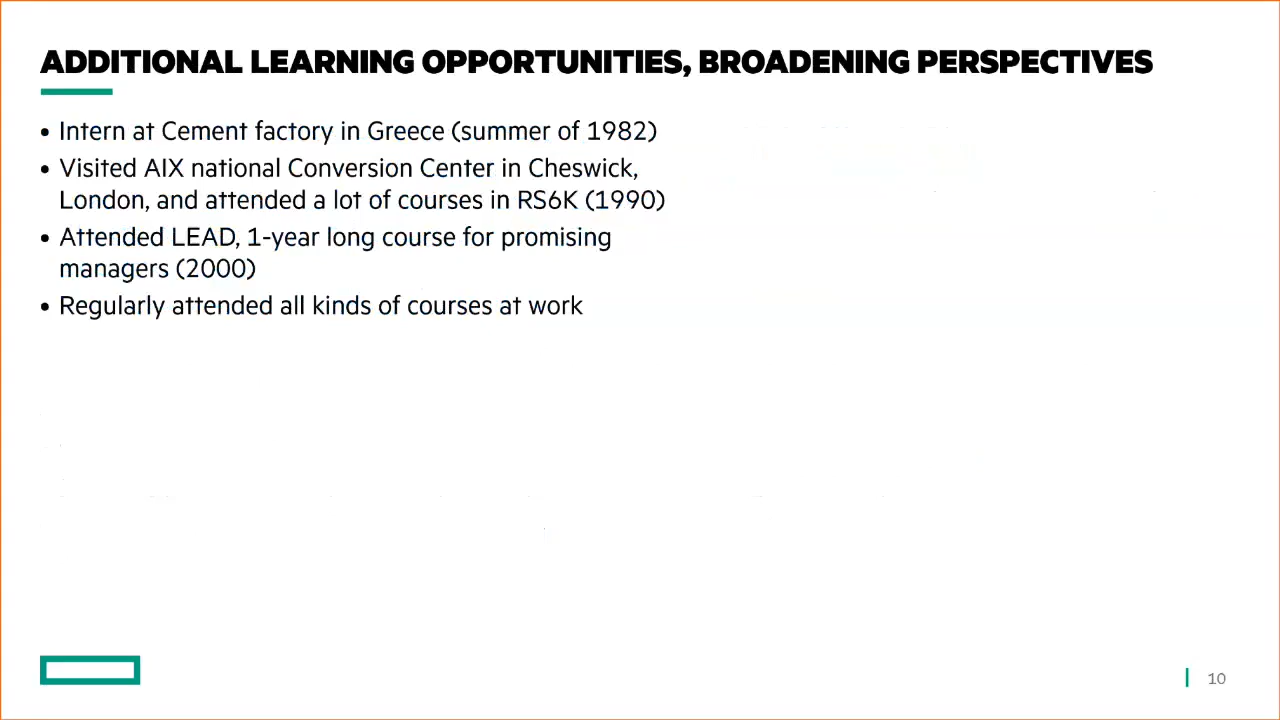 ADDITIONAL LEARNING OPPORTUNITIES, BROADENING PERSPECTIVES
• Intern at Cement factory in Greece (summer of 1982)
• Visited AIX national Conversion Center in Cheswick,
London, and attended a lot of courses in RS6K (1990)
• Attended LEAD, 1-year long course for promising
managers (2000)
• Regularly attended all kinds of courses at work
10